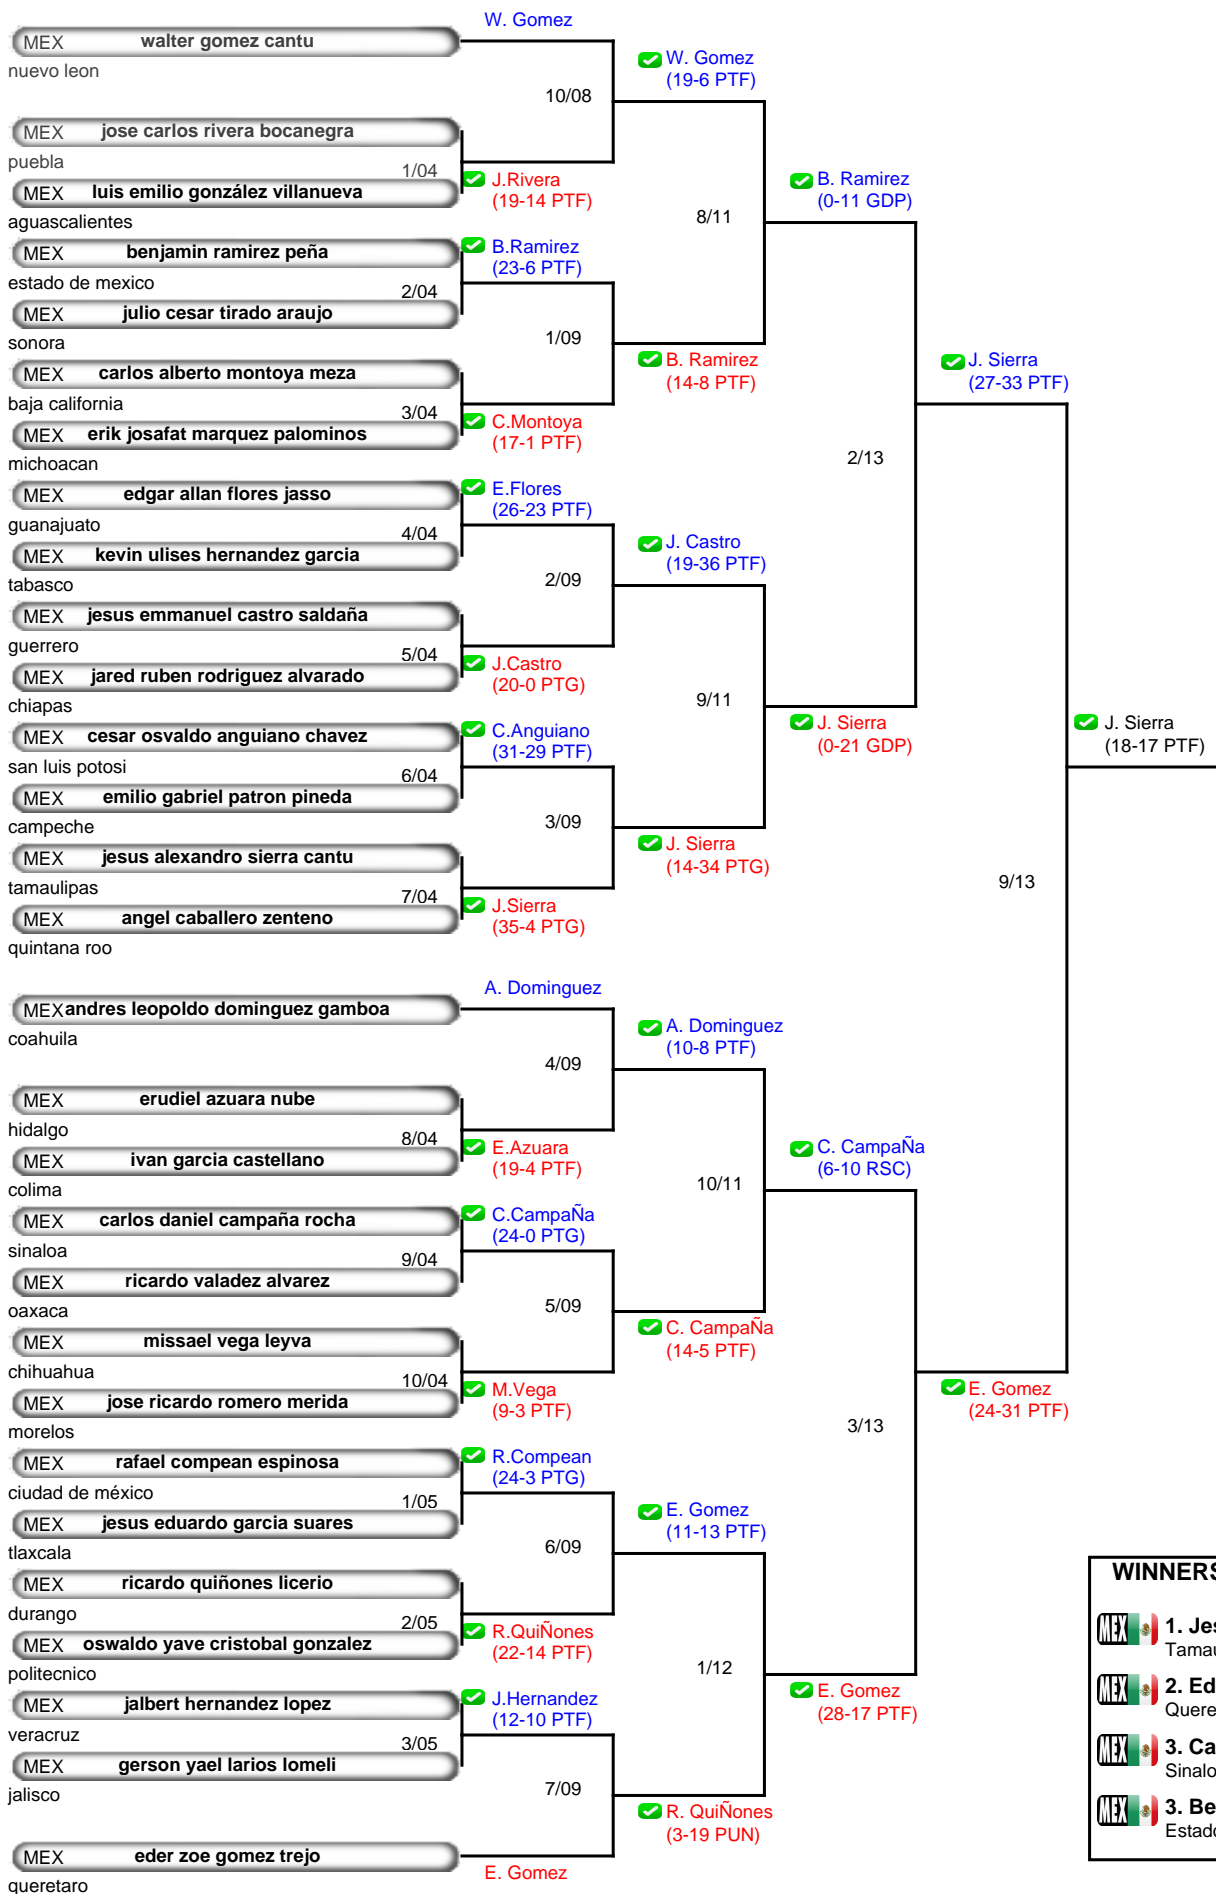 W. Gomez
MEX walter gomez cantu
nuevo leon
W. Gomez
(19-6 PTF)
10/08
MEX jose carlos rivera bocanegra
puebla
1/04
J.Rivera
(19-14 PTF)
MEX luis emilio gonzález villanueva
aguascalientes
B. Ramirez
(0-11 GDP)
8/11
MEX benjamin ramirez peña
B.Ramirez
(23-6 PTF)
estado de mexico
2/04
MEX julio cesar tirado araujo
sonora
1/09
B. Ramirez
(14-8 PTF)
J. Sierra
(27-33 PTF)
MEX carlos alberto montoya meza
baja california
3/04
C.Montoya
(17-1 PTF)
MEX erik josafat marquez palominos
michoacan
2/13
MEX edgar allan flores jasso
E.Flores
(26-23 PTF)
guanajuato
4/04
MEX kevin ulises hernandez garcia
J. Castro
(19-36 PTF)
tabasco
2/09
MEX jesus emmanuel castro saldaña
guerrero
5/04
J.Castro
(20-0 PTG)
MEX jared ruben rodriguez alvarado
chiapas
9/11
J. Sierra
(0-21 GDP)
J. Sierra
(18-17 PTF)
MEX cesar osvaldo anguiano chavez
C.Anguiano
(31-29 PTF)
san luis potosi
6/04
MEX emilio gabriel patron pineda
campeche
3/09
J. Sierra
(14-34 PTG)
MEX jesus alexandro sierra cantu
tamaulipas
7/04
J.Sierra
(35-4 PTG)
9/13
MEX angel caballero zenteno
quintana roo
A. Dominguez
MEX andres leopoldo dominguez gamboa
coahuila
A. Dominguez
(10-8 PTF)
4/09
MEX erudiel azuara nube
hidalgo
8/04
E.Azuara
(19-4 PTF)
MEX ivan garcia castellano
colima
C. CampaÑa
(6-10 RSC)
10/11
MEX carlos daniel campaña rocha
C.CampaÑa
(24-0 PTG)
sinaloa
9/04
MEX ricardo valadez alvarez
oaxaca
5/09
C. CampaÑa
(14-5 PTF)
MEX missael vega leyva
chihuahua
10/04
M.Vega
(9-3 PTF)
MEX jose ricardo romero merida
morelos
E. Gomez
(24-31 PTF)
3/13
MEX rafael compean espinosa
R.Compean
(24-3 PTG)
ciudad de méxico
1/05
MEX jesus eduardo garcia suares
tlaxcala
E. Gomez
(11-13 PTF)
6/09
MEX ricardo quiñones licerio
durango
2/05
R.QuiÑones
(22-14 PTF)
MEX oswaldo yave cristobal gonzalez
politecnico
1/12
E. Gomez
(28-17 PTF)
MEX jalbert hernandez lopez
J.Hernandez
(12-10 PTF)
veracruz
3/05
MEX gerson yael larios lomeli
jalisco
7/09
R. QuiÑones
(3-19 PUN)
MEX eder zoe gomez trejo
E. Gomez
queretaro
WINNERS
MEX 1. Jes
Tamau
MEX 2. Ed
Quere
MEX 3. Ca
Sinalo
MEX 3. Be
Estado